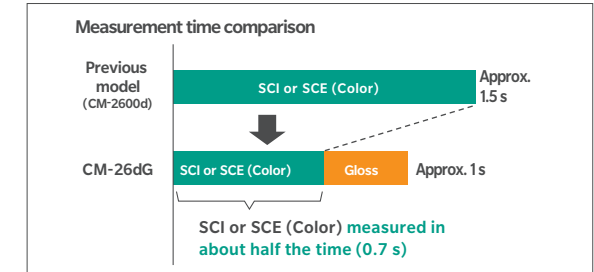 Measurement time comparison
Previous
model
(CM-2600d)
SCI or SCE (Color)
Approx.
1.5 s
CM-26dG
SCI or SCE (Color)
Gloss
Approx. 1 s
SCI or SCE (Color) measured in
about half the time (0.7 s)